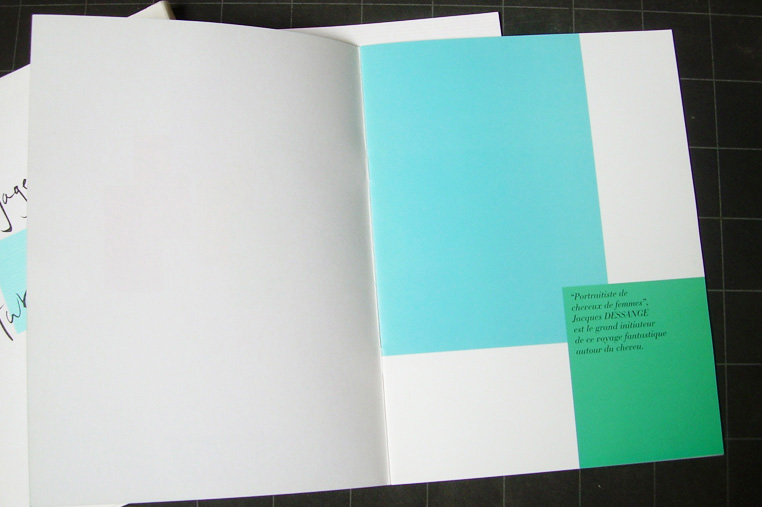 "Portraitiste de
cheveux de femmes",
Jacques DESSANGE
est le grand initiateur
de ce voyage fantastique
autour du cheveu.